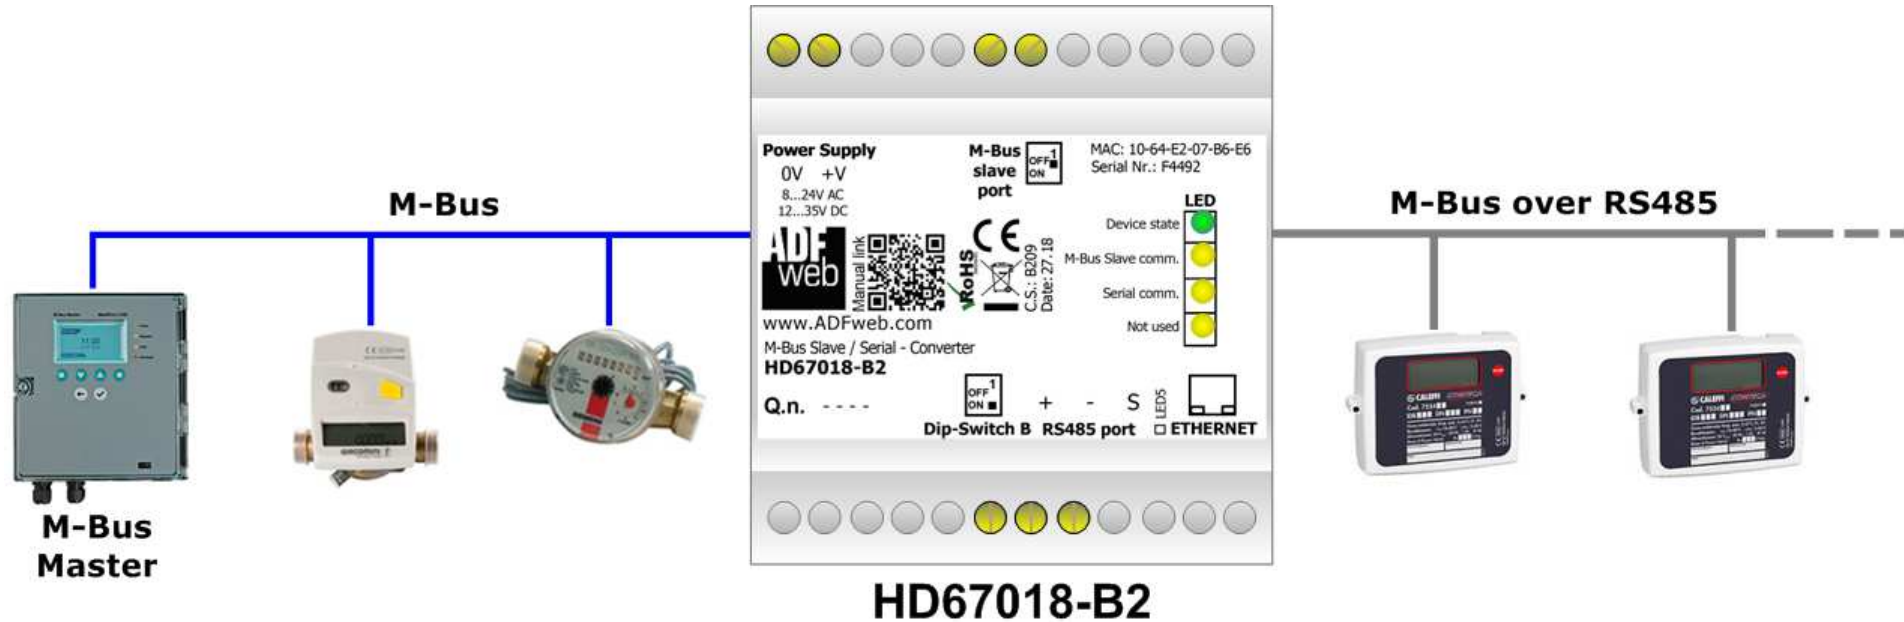 Power Supply
0V +V
8...24V AC
12...35V DC
M-Bus
slave
port
OFF 1
ON
MAC: 10-64-E2-07-B6-E6
Serial Nr.: F4492
M-Bus
M-Bus over RS485
LED
Device state
M-Bus Slave comm.
Serial comm.
Not used
ADF
web
Manual link
RoHS
CE
C.S.: B209
Date: 27.18
www.ADFweb.com
M-Bus Slave / Serial - Converter
HD67018-B2
Q.n. - - - -
OFF 1
ON
Dip-Switch B
+ - S
RS485 port
LED5
ETHERNET
CALEFFI
CALEFFI
M-Bus
Master
HD67018-B2